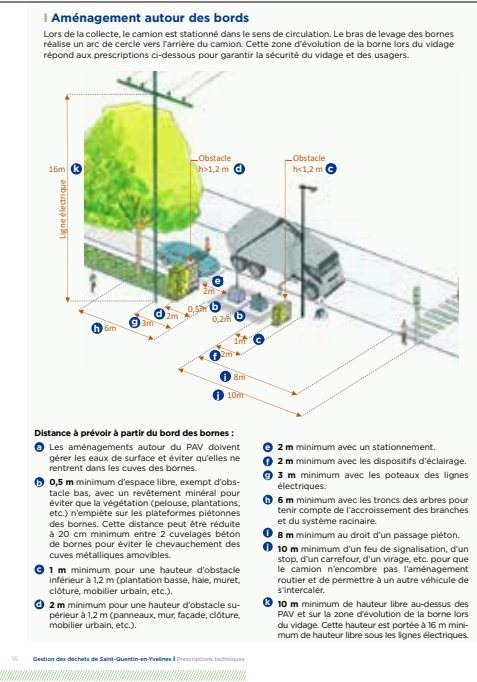 Aménagement autour des bords
Lors de la collecte, le camion est stationné dans le sens de circulation. Le bras de levage des bornes
réalise un arc de cercle vers l'arrière du camion. Cette zone d'évolution de la borne lors du vidage
répond aux prescriptions ci-dessous pour garantir la sécurité du vidage et des usagers.
Obstacle
h>1,2 m d
Obstacle
h<1,2 m c
16m k
Ligne électrique
e
2m
0,5m b
0,2m b
d 2m
g 3m
h 6m
1m c
f 2m
i 8m
j 10m
Distance à prévoir à partir du bord des bornes :
a Les aménagements autour du PAV doivent
gérer les eaux de surface et éviter qu'elles ne
rentrent dans les cuves des bornes.
b 0,5 m minimum d'espace libre, exempt d'obs-
tacle bas, avec un revêtement minéral pour
éviter que la végétation (pelouse, plantations,
etc.) n'empiète sur les plateformes piétonnes
des bornes. Cette distance peut être réduite
à 20 cm minimum entre 2 cuvelages béton
de bornes pour éviter le chevauchement des
cuves métalliques amovibles.
c 1 m minimum pour une hauteur d'obstacle
inférieur à 1,2 m (plantation basse, haie, muret,
clôture, mobilier urbain, etc.).
d 2 m minimum pour une hauteur d'obstacle su-
périeur à 1,2 m (panneaux, mur, façade, clôture,
mobilier urbain, etc.).
e 2 m minimum avec un stationnement.
f 2 m minimum avec les dispositifs d'éclairage.
g 3 m minimum avec les poteaux des lignes
électriques.
h 6 m minimum avec les troncs des arbres pour
tenir compte de l'accroissement des branches
et du système racinaire.
i 8 m minimum au droit d'un passage piéton.
j 10 m minimum d'un feu de signalisation, d'un
stop, d'un carrefour, d'un virage, etc. pour que
le camion n'encombre pas l'aménagement
routier et de permettre à un autre véhicule de
s'intercaler.
k 10 m minimum de hauteur libre au-dessus des
PAV et sur la zone d'évolution de la borne lors
du vidage. Cette hauteur est portée à 16 m mini-
mum de hauteur libre sous les lignes électriques.
16 Gestion des déchets de Saint-Quentin-en-Yvelines | Prescriptions techniques